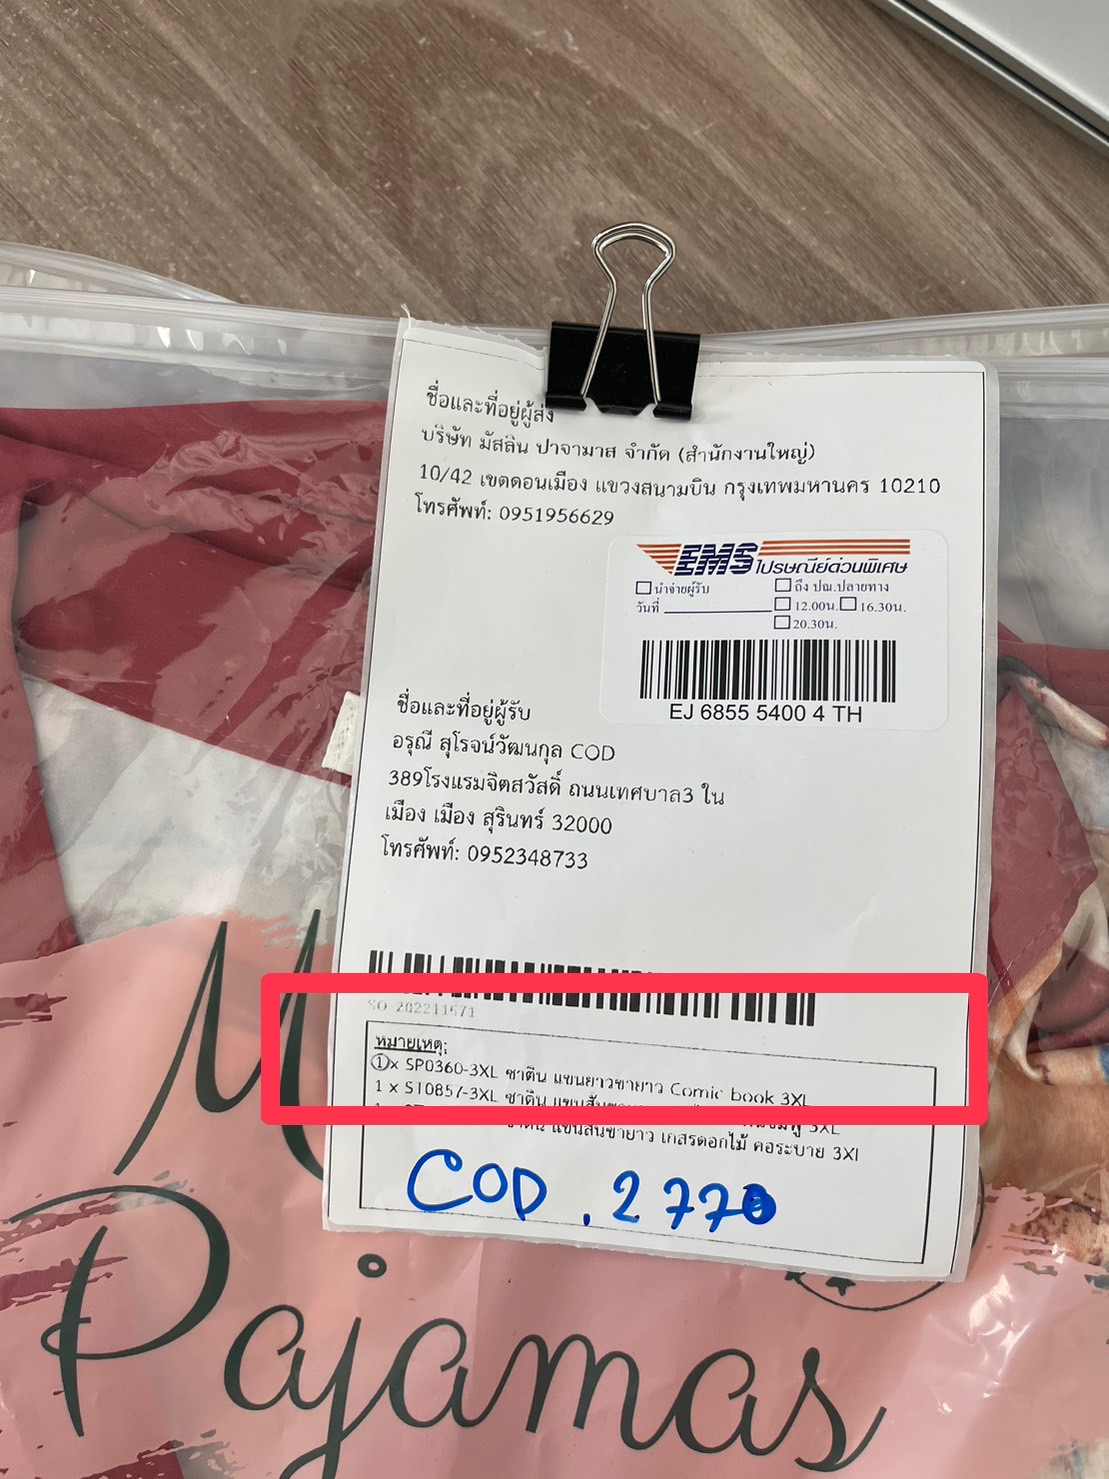 ชื่อและที่อยู่ผู้ส่ง
บริษัท มัสลิน ปาจามาส จำกัด (สำนักงานใหญ่)
10/42 เขตดอนเมือง แขวงสนามบิน กรุงเทพมหานคร 10210
โทรศัพท์: 0951956629
EMS ไปรษณีย์ด่วนพิเศษ
นำจ่ายผู้รับ ถึง ปณ.ปลายทาง
วันที่ 12.00น. 16.30น.
20.30น.
EJ 6855 5400 4 TH
ชื่อและที่อยู่ผู้รับ
อรุณี สุโรจน์วัฒนกุล COD
389โรงแรมจิตสวัสดิ์ ถนนเทศบาล3 ใน
เมือง เมือง สุรินทร์ 32000
โทรศัพท์: 0952348733
SO 202211571
หมายเหตุ:
1 x SP0360-3XL ซาติน แขนยาวขายาว Comic book 3XL
1 x ST0857-3XL ซาติน 3XL
ซาติน แขนสั้นขายาว เกสรดอกไม้ คอระบาย 3XL
COD . 2770
Pajamas